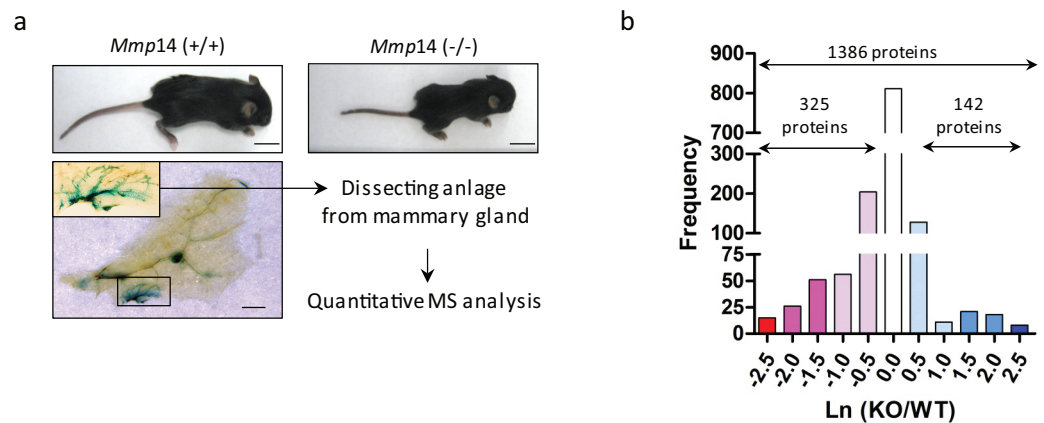 a
Mmp14 (+/+)
Mmp14 (-/-)
Dissecting anlage
from mammary gland
Quantitative MS analysis
b
Frequency
900
800
700
300
200
100
75
50
25
0
1386 proteins
325
proteins
142
proteins
-2.5
-2.0
-1.5
-1.0
-0.5
0.0
0.5
1.0
1.5
2.0
2.5
Ln (KO/WT)